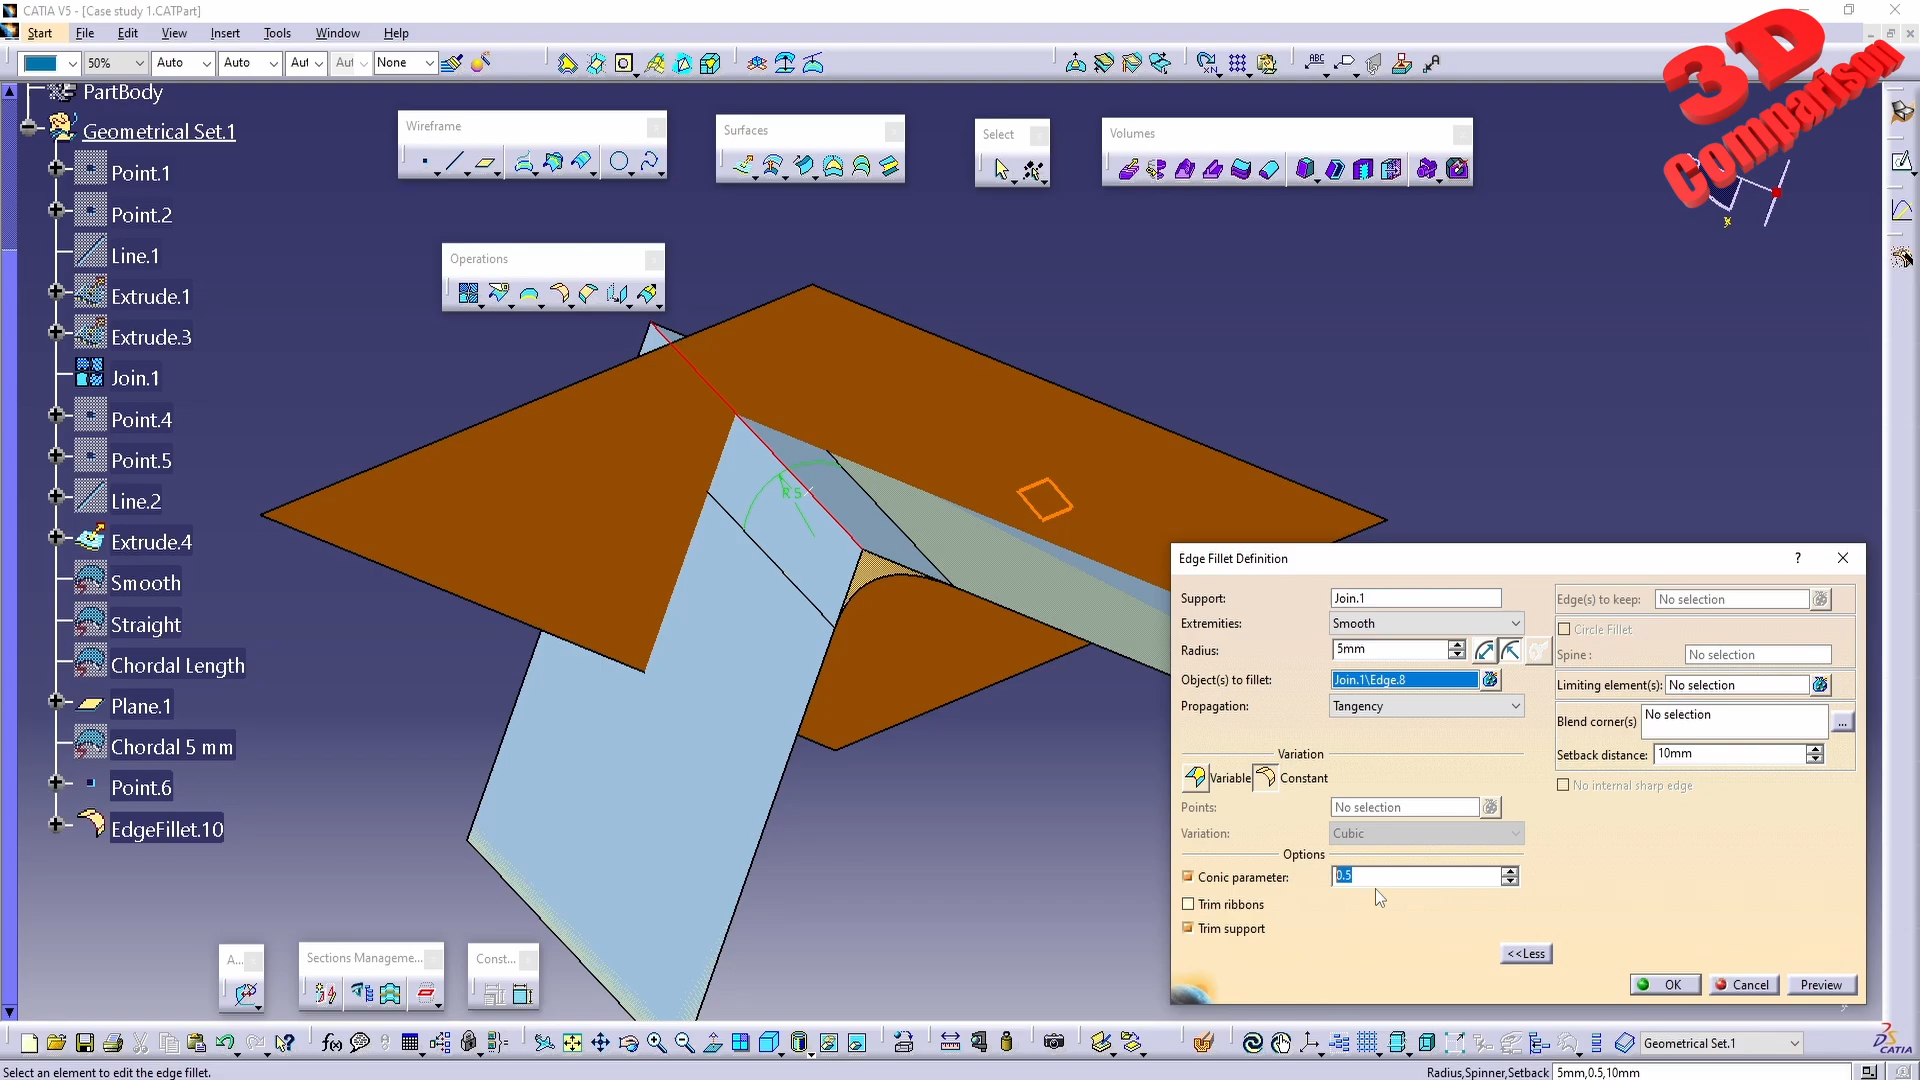 CATIA V5 - [Case study 1.CATPart]
Start File Edit View Insert Tools Window Help
50% Auto Auto Aut Aut None
3D
Comparison
PartBody
Geometrical Set.1
Point.1
Point.2
Line.1
Extrude.1
Extrude.3
Join.1
Point.4
Point.5
Line.2
Extrude.4
Smooth
Straight
Chordal Length
Plane.1
Chordal 5 mm
Point.6
EdgeFillet.10
Wireframe
Surfaces
Select
Volumes
Operations
R 5
Edge Fillet Definition
Support: Join.1
Extremities: Smooth
Radius: 5mm
Object(s) to fillet: Join.1\Edge.8
Propagation: Tangency
Variation
Variable Constant
Points: No selection
Variation: Cubic
Options
Conic parameter: 0.5
Trim ribbons
Trim support
Edge(s) to keep: No selection
Circle Fillet
Spine : No selection
Limiting element(s): No selection
Blend corner(s) No selection ...
Setback distance: 10mm
No internal sharp edge
<<Less
OK Cancel Preview
A...
Sections Manageme...
Const...
Geometrical Set.1
CATIA
Select an element to edit the edge fillet.
Radius,Spinner,Setback 5mm,0.5,10mm